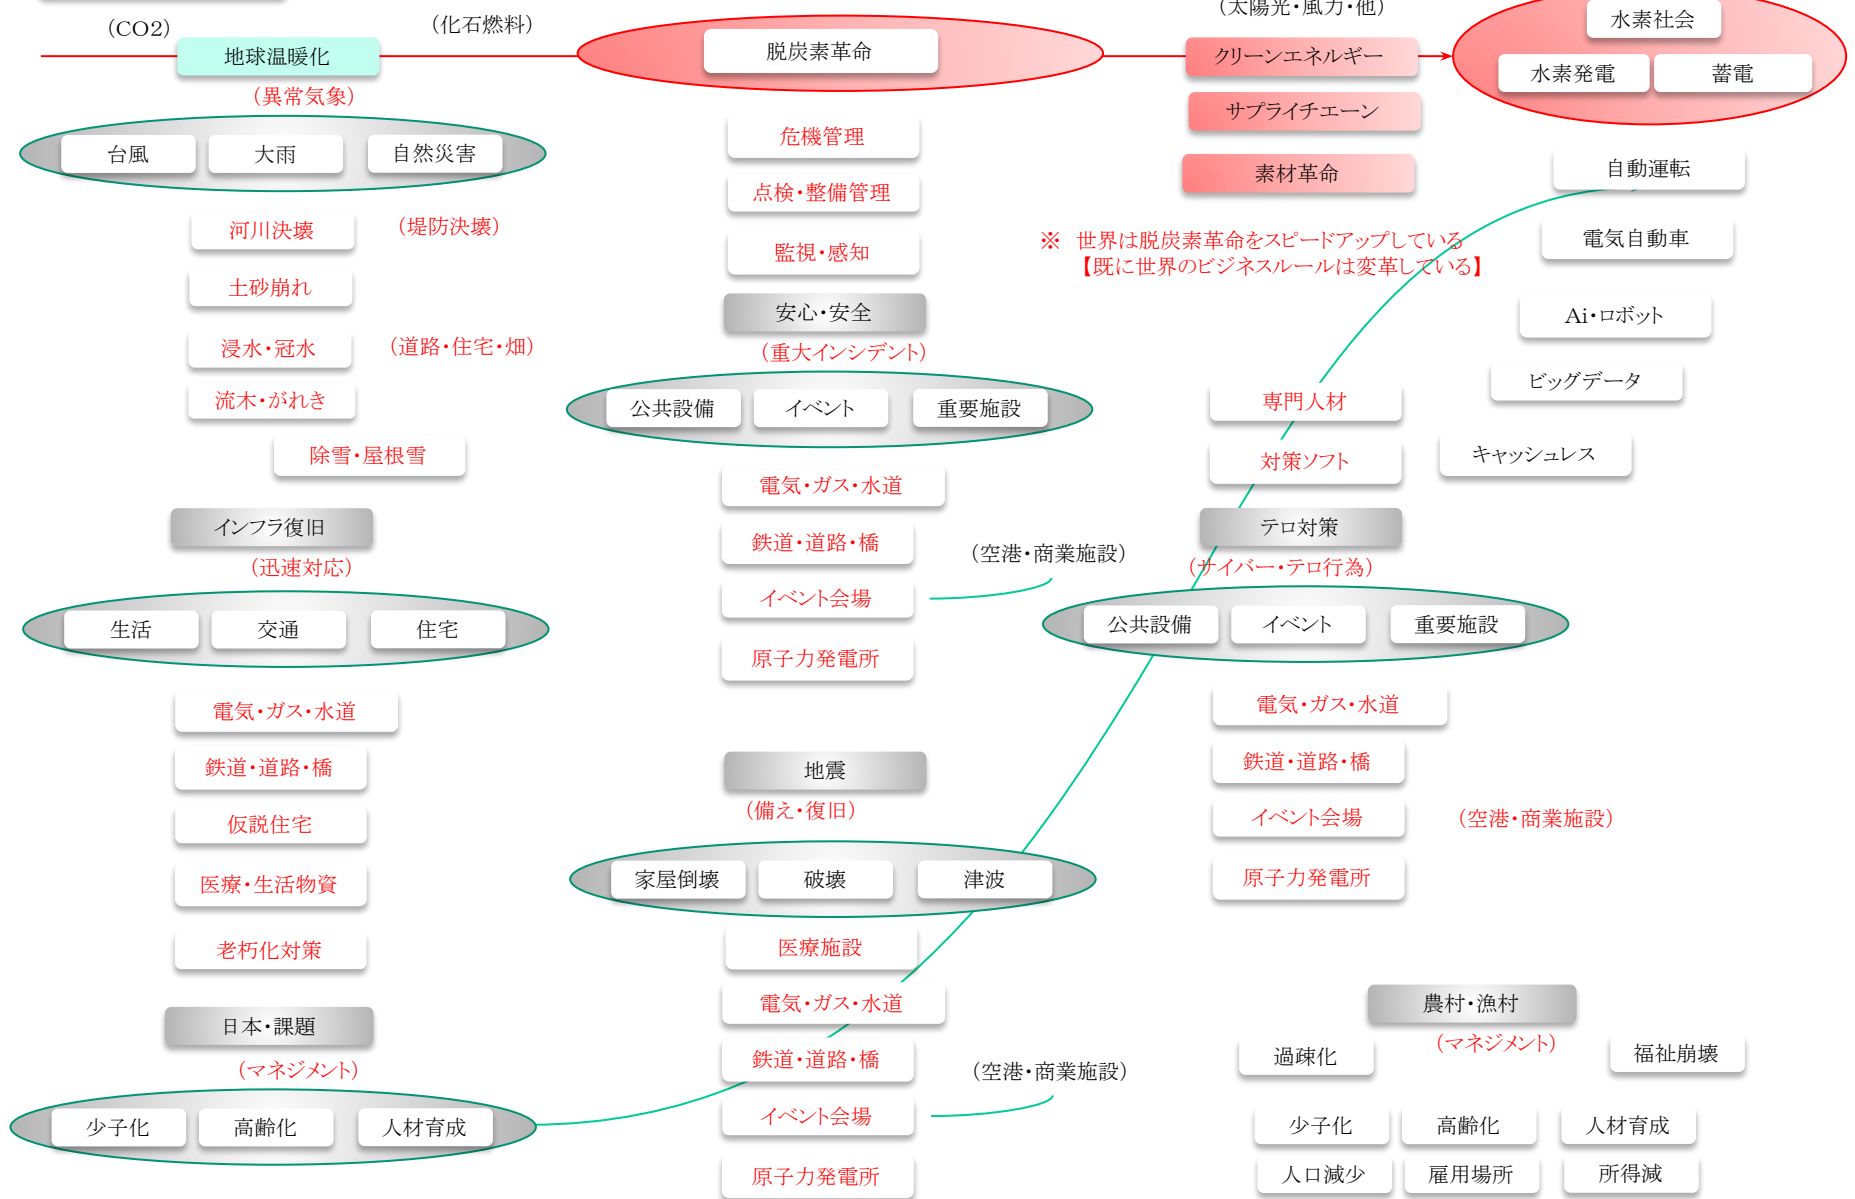 (CO2)
地球温暖化
(異常気象)
(化石燃料)
脱炭素革命
(太陽光・風力・他)
クリーンエネルギー
サプライチエーン
素材革命
水素社会
水素発電
蓄電
台風
大雨
自然災害
河川決壊
(堤防決壊)
土砂崩れ
浸水・冠水
(道路・住宅・畑)
流木・がれき
除雪・屋根雪
インフラ復旧
(迅速対応)
生活
交通
住宅
電気・ガス・水道
鉄道・道路・橋
仮説住宅
医療・生活物資
老朽化対策
日本・課題
(マネジメント)
少子化
高齢化
人材育成
危機管理
点検・整備管理
監視・感知
安心・安全
(重大インシデント)
公共設備
イベント
重要施設
電気・ガス・水道
鉄道・道路・橋
(空港・商業施設)
イベント会場
原子力発電所
地震
(備え・復旧)
家屋倒壊
破壊
津波
医療施設
電気・ガス・水道
鉄道・道路・橋
(空港・商業施設)
イベント会場
原子力発電所
※ 世界は脱炭素革命をスピードアップしている
【既に世界のビジネスルールは変革している】
自動運転
電気自動車
Ai・ロボット
ビッグデータ
キャッシュレス
専門人材
対策ソフト
テロ対策
(サイバー・テロ行為)
公共設備
イベント
重要施設
電気・ガス・水道
鉄道・道路・橋
イベント会場
(空港・商業施設)
原子力発電所
農村・漁村
(マネジメント)
過疎化
福祉崩壊
少子化
高齢化
人材育成
人口減少
雇用場所
所得減